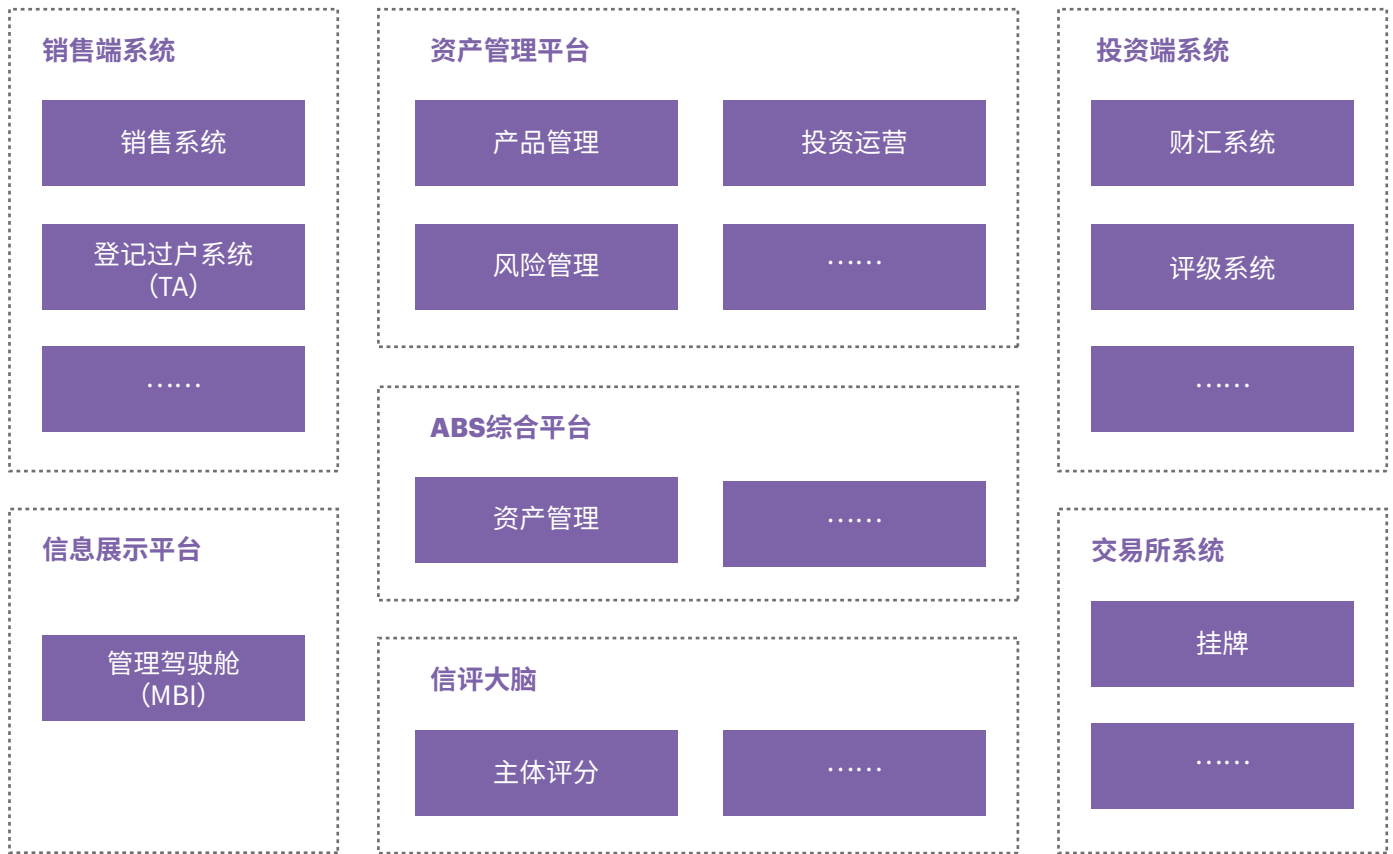 销售端系统
销售系统
登记过户系统
（TA）
……
信息展示平台
管理驾驶舱
（MBI）
资产管理平台
产品管理
投资运营
风险管理
……
ABS综合平台
资产管理
……
信评大脑
主体评分
……
投资端系统
财汇系统
评级系统
……
交易所系统
挂牌
……